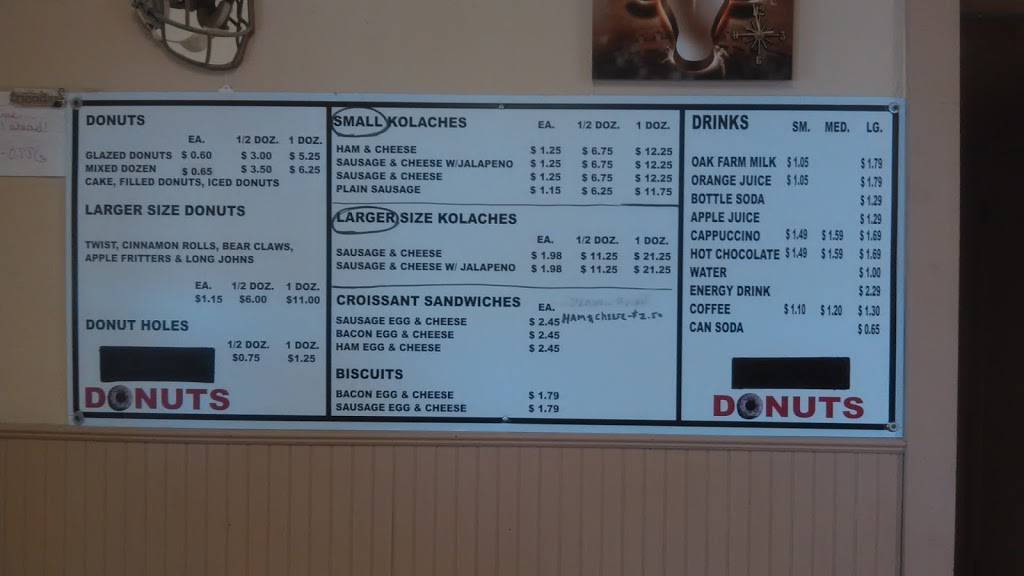 DONUTS
EA. 1/2 DOZ. 1 DOZ.
GLAZED DONUTS $ 0.60 $ 3.00 $ 5.25
MIXED DOZEN $ 0.65 $ 3.50 $ 6.25
CAKE, FILLED DONUTS, ICED DONUTS
LARGER SIZE DONUTS
TWIST, CINNAMON ROLLS, BEAR CLAWS,
APPLE FRITTERS & LONG JOHNS
EA. 1/2 DOZ. 1 DOZ.
$1.15 $6.00 $11.00
DONUT HOLES
1/2 DOZ. 1 DOZ.
$0.75 $1.25
DONUTS
SMALL KOLACHES EA. 1/2 DOZ. 1 DOZ.
HAM & CHEESE $ 1.25 $ 6.75 $ 12.25
SAUSAGE & CHEESE W/JALAPENO $ 1.25 $ 6.75 $ 12.25
SAUSAGE & CHEESE $ 1.25 $ 6.75 $ 12.25
PLAIN SAUSAGE $ 1.15 $ 6.25 $ 11.75
LARGER SIZE KOLACHES
EA. 1/2 DOZ. 1 DOZ.
SAUSAGE & CHEESE $ 1.98 $ 11.25 $ 21.25
SAUSAGE & CHEESE W/ JALAPENO $ 1.98 $ 11.25 $ 21.25
CROISSANT SANDWICHES EA.
SAUSAGE EGG & CHEESE $ 2.45 HAM & cheese - $2.50
BACON EGG & CHEESE $ 2.45
HAM EGG & CHEESE $ 2.45
BISCUITS
BACON EGG & CHEESE $ 1.79
SAUSAGE EGG & CHEESE $ 1.79
DRINKS SM. MED. LG.
OAK FARM MILK $ 1.05 $ 1.79
ORANGE JUICE $ 1.05 $ 1.79
BOTTLE SODA $ 1.29
APPLE JUICE $ 1.29
CAPPUCCINO $ 1.49 $ 1.59 $ 1.69
HOT CHOCOLATE $ 1.49 $ 1.59 $ 1.69
WATER $ 1.00
ENERGY DRINK $ 2.29
COFFEE $ 1.10 $ 1.20 $ 1.30
CAN SODA $ 0.65
DONUTS